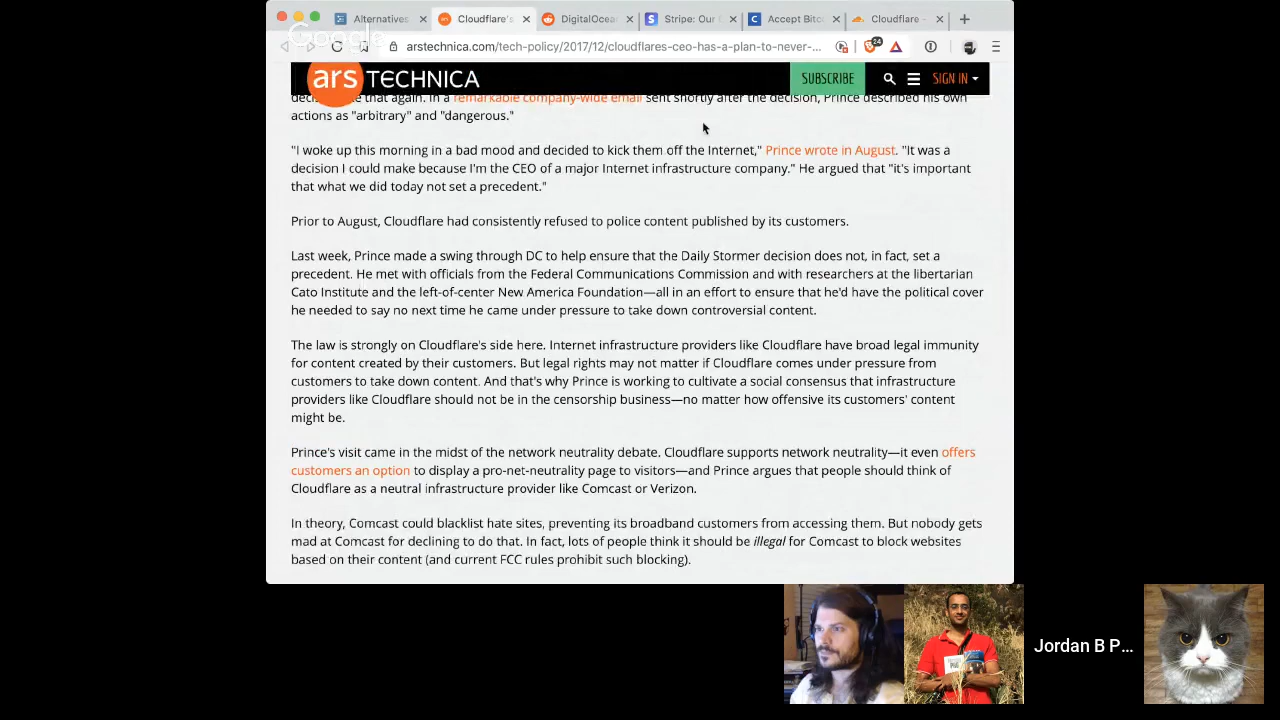 Alternatives
Cloudflare's
DigitalOcea
Stripe: Our
Accept Bitc
Cloudflare -
Google
arstechnica.com/tech-policy/2017/12/cloudflares-ceo-has-a-plan-to-never-...
24
ars TECHNICA
SUBSCRIBE
SIGN IN
that again. In a remarkable company-wide email sent shortly after the decision, Prince described his own
actions as "arbitrary" and "dangerous."
"I woke up this morning in a bad mood and decided to kick them off the Internet," Prince wrote in August. "It was a
decision I could make because I'm the CEO of a major Internet infrastructure company." He argued that "it's important
that what we did today not set a precedent."
Prior to August, Cloudflare had consistently refused to police content published by its customers.
Last week, Prince made a swing through DC to help ensure that the Daily Stormer decision does not, in fact, set a
precedent. He met with officials from the Federal Communications Commission and with researchers at the libertarian
Cato Institute and the left-of-center New America Foundation—all in an effort to ensure that he'd have the political cover
he needed to say no next time he came under pressure to take down controversial content.
The law is strongly on Cloudflare's side here. Internet infrastructure providers like Cloudflare have broad legal immunity
for content created by their customers. But legal rights may not matter if Cloudflare comes under pressure from
customers to take down content. And that's why Prince is working to cultivate a social consensus that infrastructure
providers like Cloudflare should not be in the censorship business—no matter how offensive its customers' content
might be.
Prince's visit came in the midst of the network neutrality debate. Cloudflare supports network neutrality—it even offers
customers an option to display a pro-net-neutrality page to visitors—and Prince argues that people should think of
Cloudflare as a neutral infrastructure provider like Comcast or Verizon.
In theory, Comcast could blacklist hate sites, preventing its broadband customers from accessing them. But nobody gets
mad at Comcast for declining to do that. In fact, lots of people think it should be illegal for Comcast to block websites
based on their content (and current FCC rules prohibit such blocking).
Jordan B P...